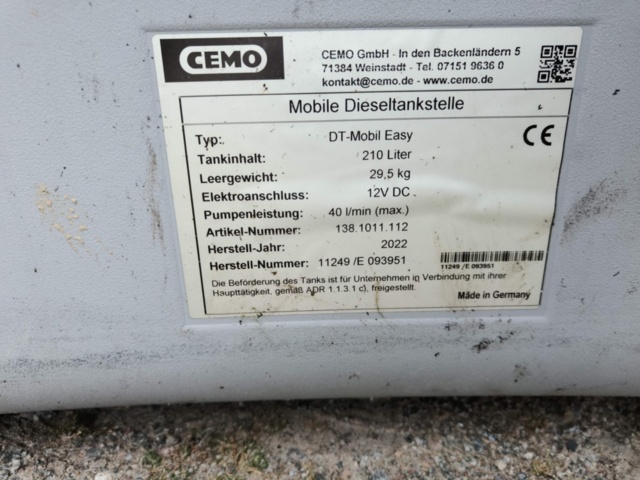 CEMO
CEMO GmbH - In den Backenländern 5
71384 Weinstadt - Tel. 07151 9636 0
kontakt@cemo.de - www.cemo.de
Mobile Dieseltankstelle
Typ: DT-Mobil Easy
CE
Tankinhalt: 210 Liter
Leergewicht: 29,5 kg
Elektroanschluss: 12V DC
Pumpenleistung: 40 l/min (max.)
Artikel-Nummer: 138.1011.112
Herstell-Jahr: 2022
Herstell-Nummer: 11249 /E 093951
11249 /E 093951
Die Beförderung des Tanks ist für Unternehmen in Verbindung mit ihrer
Haupttätigkeit, gemäß ADR 1.1.3.1 c), freigestellt.
Made in Germany